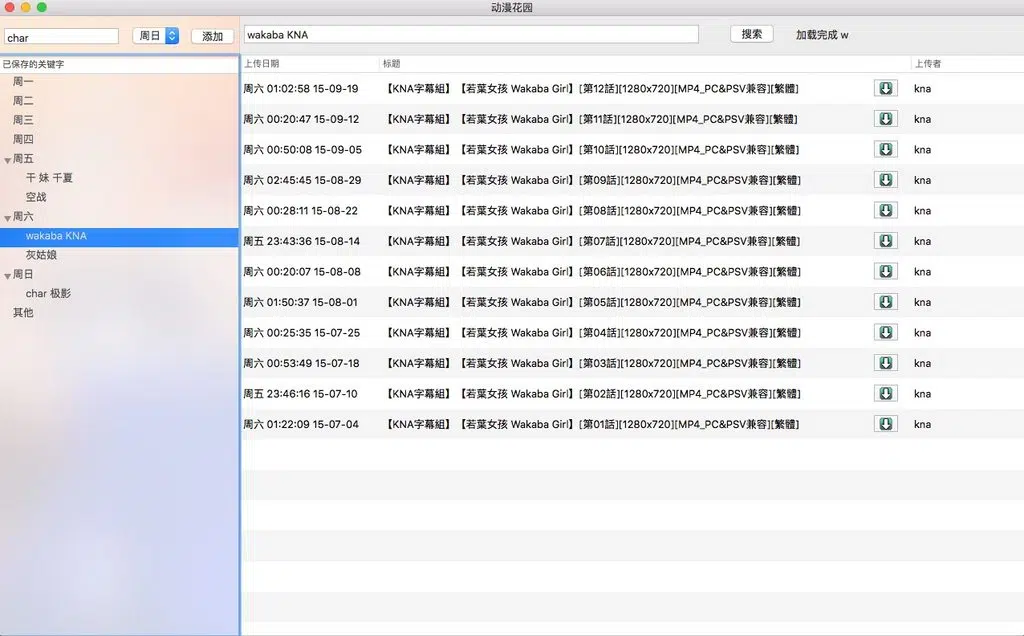 动漫花园
char
周日
添加
wakaba KNA
搜索
加载完成 w
已保存的关键字
周一
周二
周三
周四
周五
干 妹 千夏
空战
周六
wakaba KNA
灰姑娘
周日
char 极影
其他
上传日期 标题 上传者
周六 01:02:58 15-09-19 【KNA字幕組】【若葉女孩 Wakaba Girl】[第12話][1280x720][MP4_PC&PSV兼容][繁體] kna
周六 00:20:47 15-09-12 【KNA字幕組】【若葉女孩 Wakaba Girl】[第11話][1280x720][MP4_PC&PSV兼容][繁體] kna
周六 00:50:08 15-09-05 【KNA字幕組】【若葉女孩 Wakaba Girl】[第10話][1280x720][MP4_PC&PSV兼容][繁體] kna
周六 02:45:45 15-08-29 【KNA字幕組】【若葉女孩 Wakaba Girl】[第09話][1280x720][MP4_PC&PSV兼容][繁體] kna
周六 00:28:11 15-08-22 【KNA字幕組】【若葉女孩 Wakaba Girl】[第08話][1280x720][MP4_PC&PSV兼容][繁體] kna
周五 23:43:36 15-08-14 【KNA字幕組】【若葉女孩 Wakaba Girl】[第07話][1280x720][MP4_PC&PSV兼容][繁體] kna
周六 00:20:07 15-08-08 【KNA字幕組】【若葉女孩 Wakaba Girl】[第06話][1280x720][MP4_PC&PSV兼容][繁體] kna
周六 01:50:37 15-08-01 【KNA字幕組】【若葉女孩 Wakaba Girl】[第05話][1280x720][MP4_PC&PSV兼容][繁體] kna
周六 00:25:35 15-07-25 【KNA字幕組】【若葉女孩 Wakaba Girl】[第04話][1280x720][MP4_PC&PSV兼容][繁體] kna
周六 00:53:49 15-07-18 【KNA字幕組】【若葉女孩 Wakaba Girl】[第03話][1280x720][MP4_PC&PSV兼容][繁體] kna
周五 23:46:16 15-07-10 【KNA字幕組】【若葉女孩 Wakaba Girl】[第02話][1280x720][MP4_PC&PSV兼容][繁體] kna
周六 01:22:09 15-07-04 【KNA字幕組】【若葉女孩 Wakaba Girl】[第01話][1280x720][MP4_PC&PSV兼容][繁體] kna